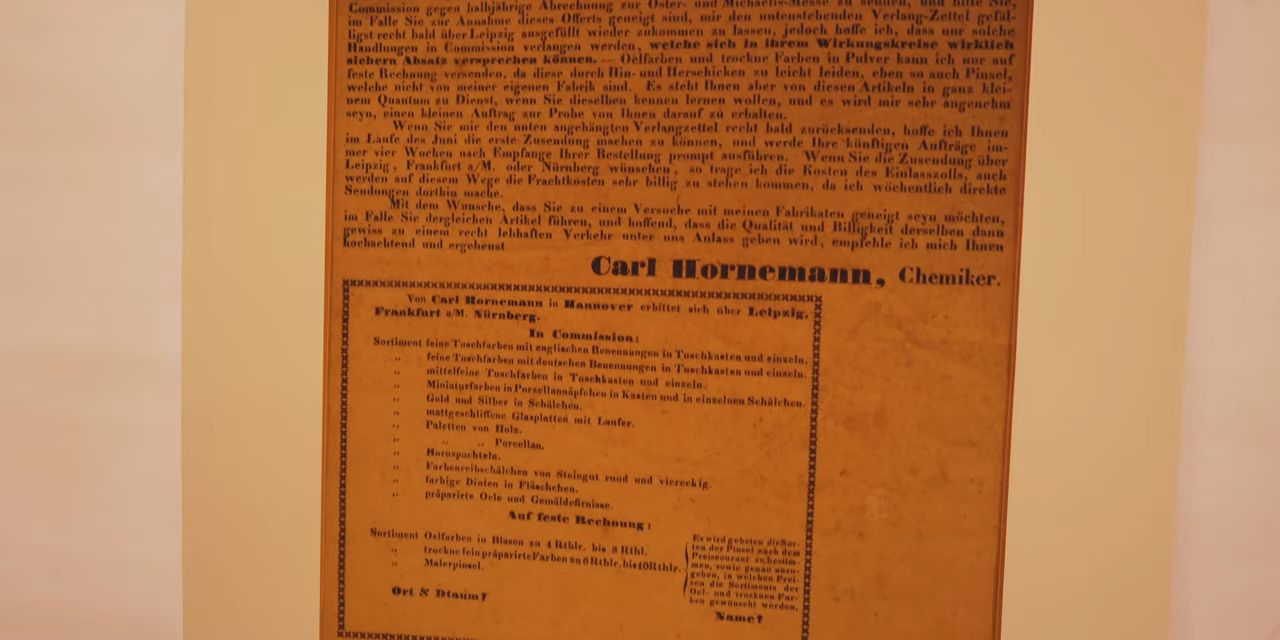 Commission gegen halbjährige Abrechnung zur Oster- und Michaelis-Messe zu senden, und bitte Sie,
im Falle Sie zur Annahme dieses Offerts geneigt sind, mir den untenstehenden Verlang-Zettel gefäl-
ligst recht bald über Leipzig ausgefüllt wieder zukommen zu lassen, jedoch hoffe ich, dass nur solche
Handlungen in Commission verlangen werden, welche sich in ihrem Wirkungskreise wirklich
sichern Absatz versprechen können. — Oelfarben und trockne Farben in Pulver kann ich nur auf
feste Rechnung versenden, da diese durch Hin- und Herschicken zu leicht leiden, eben so auch Pinsel,
welche nicht von meiner eigenen Fabrik sind. Es steht Ihnen aber von diesen Artikeln in ganz klei-
nem Quantum zu Dienst, wenn Sie dieselben kennen lernen wollen, und es wird mir sehr angenehm
seyn, einen kleinen Auftrag zur Probe von Ihnen darauf zu erhalten.
Wenn Sie mir den unten angehängten Verlangzettel recht bald zurücksenden, hoffe ich Ihnen
im Laufe des Juni die erste Zusendung machen zu können, und werde Ihre künftigen Aufträge im-
mer vier Wochen nach Empfange Ihrer Bestellung prompt ausführen. Wenn Sie die Zusendung über
Leipzig, Frankfurt a/M. oder Nürnberg wünschen, so trage ich die Kosten des Einlasszolls, auch
werden auf diesem Wege die Frachtkosten sehr billig zu stehen kommen, da ich wöchentlich direkte
Sendungen dorthin mache.
Mit dem Wunsche, dass Sie zu einem Versuche mit meinen Fabrikaten geneigt seyn möchten,
im Falle Sie dergleichen Artikel führen, und hoffend, dass die Qualität und Billigkeit derselben dann
gewiss zu einem recht lebhaften Verkehr unter uns Anlass geben wird, empfehle ich mich Ihnen
hochachtend und ergebenst
Carl Hornemann, Chemiker.
Von Carl Hornemann in Hannover erbittet sich über Leipzig,
Frankfurt a/M. Nürnberg.
In Commission:
Sortiment feine Tuschfarben mit englischen Benennungen in Tuschkasten und einzeln.
„ feine Tuschfarben mit deutschen Benennungen in Tuschkasten und einzeln.
„ mittelfeine Tuschfarben in Tuschkasten und einzeln.
„ Miniaturfarben in Porzellannäpfchen in Kasten und in einzelnen Schälchen.
„ Gold und Silber in Schälchen.
„ mattgeschliffene Glasplatten mit Laufer.
„ Paletten von Holz.
„ „ „ Porcellan.
„ Hornspachteln.
„ Farbenreibschälchen von Steingut rund und viereckig.
„ farbige Dinten in Fläschchen.
„ präparirte Oele und Gemäldefirnisse.
Auf feste Rechnung:
Sortiment Oelfarben in Blasen zu 4 Rthlr. bis 8 Rthl.
„ trockne fein präparirte Farben zu 6 Rthlr. bis 10 Rthlr.
„ Malerpinsel.
Es wird gebeten die Sor-
ten der Pinsel nach dem
Preiscourant zu bestim-
men, sowie genau anzu-
geben, in welchen Prei-
sen die Sortiments der
Oel- und trocknen Far-
ben gewünscht werden.
Ort & Dtaum?
Name?